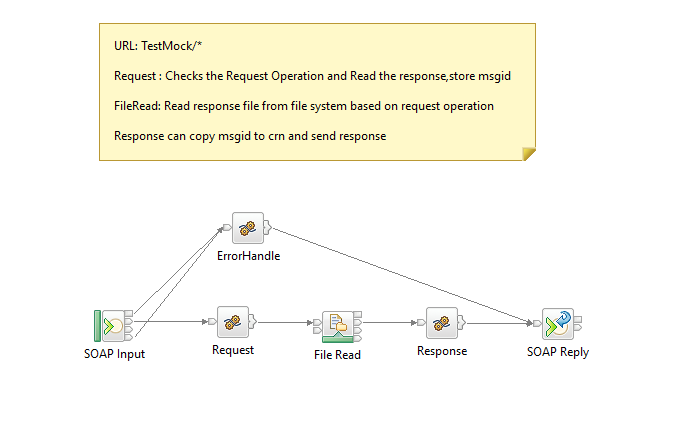 URL: TestMock/*
Request : Checks the Request Operation and Read the response,store msgid
FileRead: Read response file from file system based on request operation
Response can copy msgid to crn and send response
ErrorHandle
SOAP Input
Request
File Read
Response
SOAP Reply